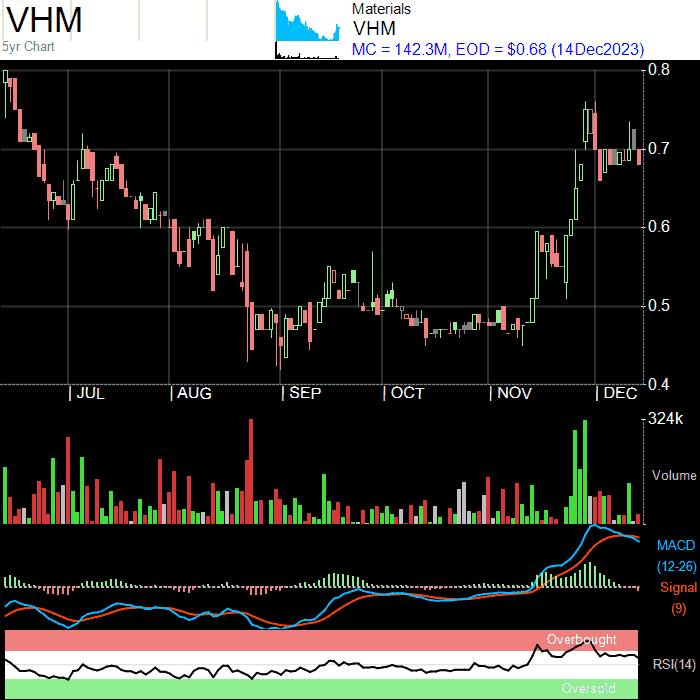 VHM
5yr Chart
Materials
VHM
MC = 142.3M, EOD = $0.68 (14Dec2023)
0.8
0.7
0.6
0.5
0.4
| JUL | AUG | SEP | OCT | NOV | DEC
324k
Volume
MACD
(12-26)
Signal
(9)
Overbought
RSI(14)
Oversold